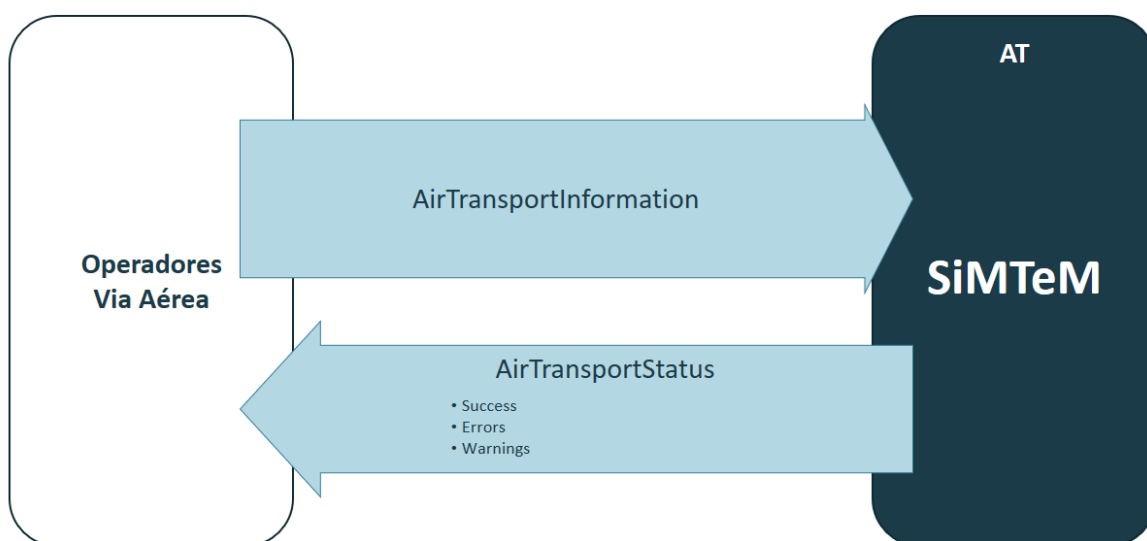 AT
AirTransportInformation
Operadores
Via Aérea
SiMTeM
AirTransportStatus
• Success
• Errors
• Warnings